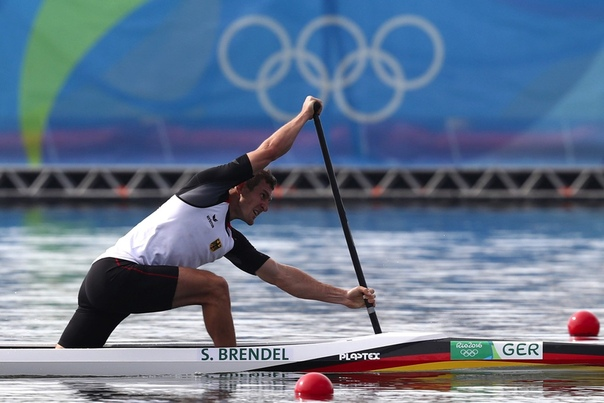 S. BRENDEL
PLASTEX
Rio2016
GER